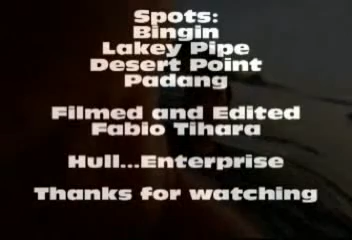 Spots:
Bingin
Lakey Pipe
Desert Point
Padang
Filmed and Edited
Fabio Tihara
Hull...Enterprise
Thanks for watching